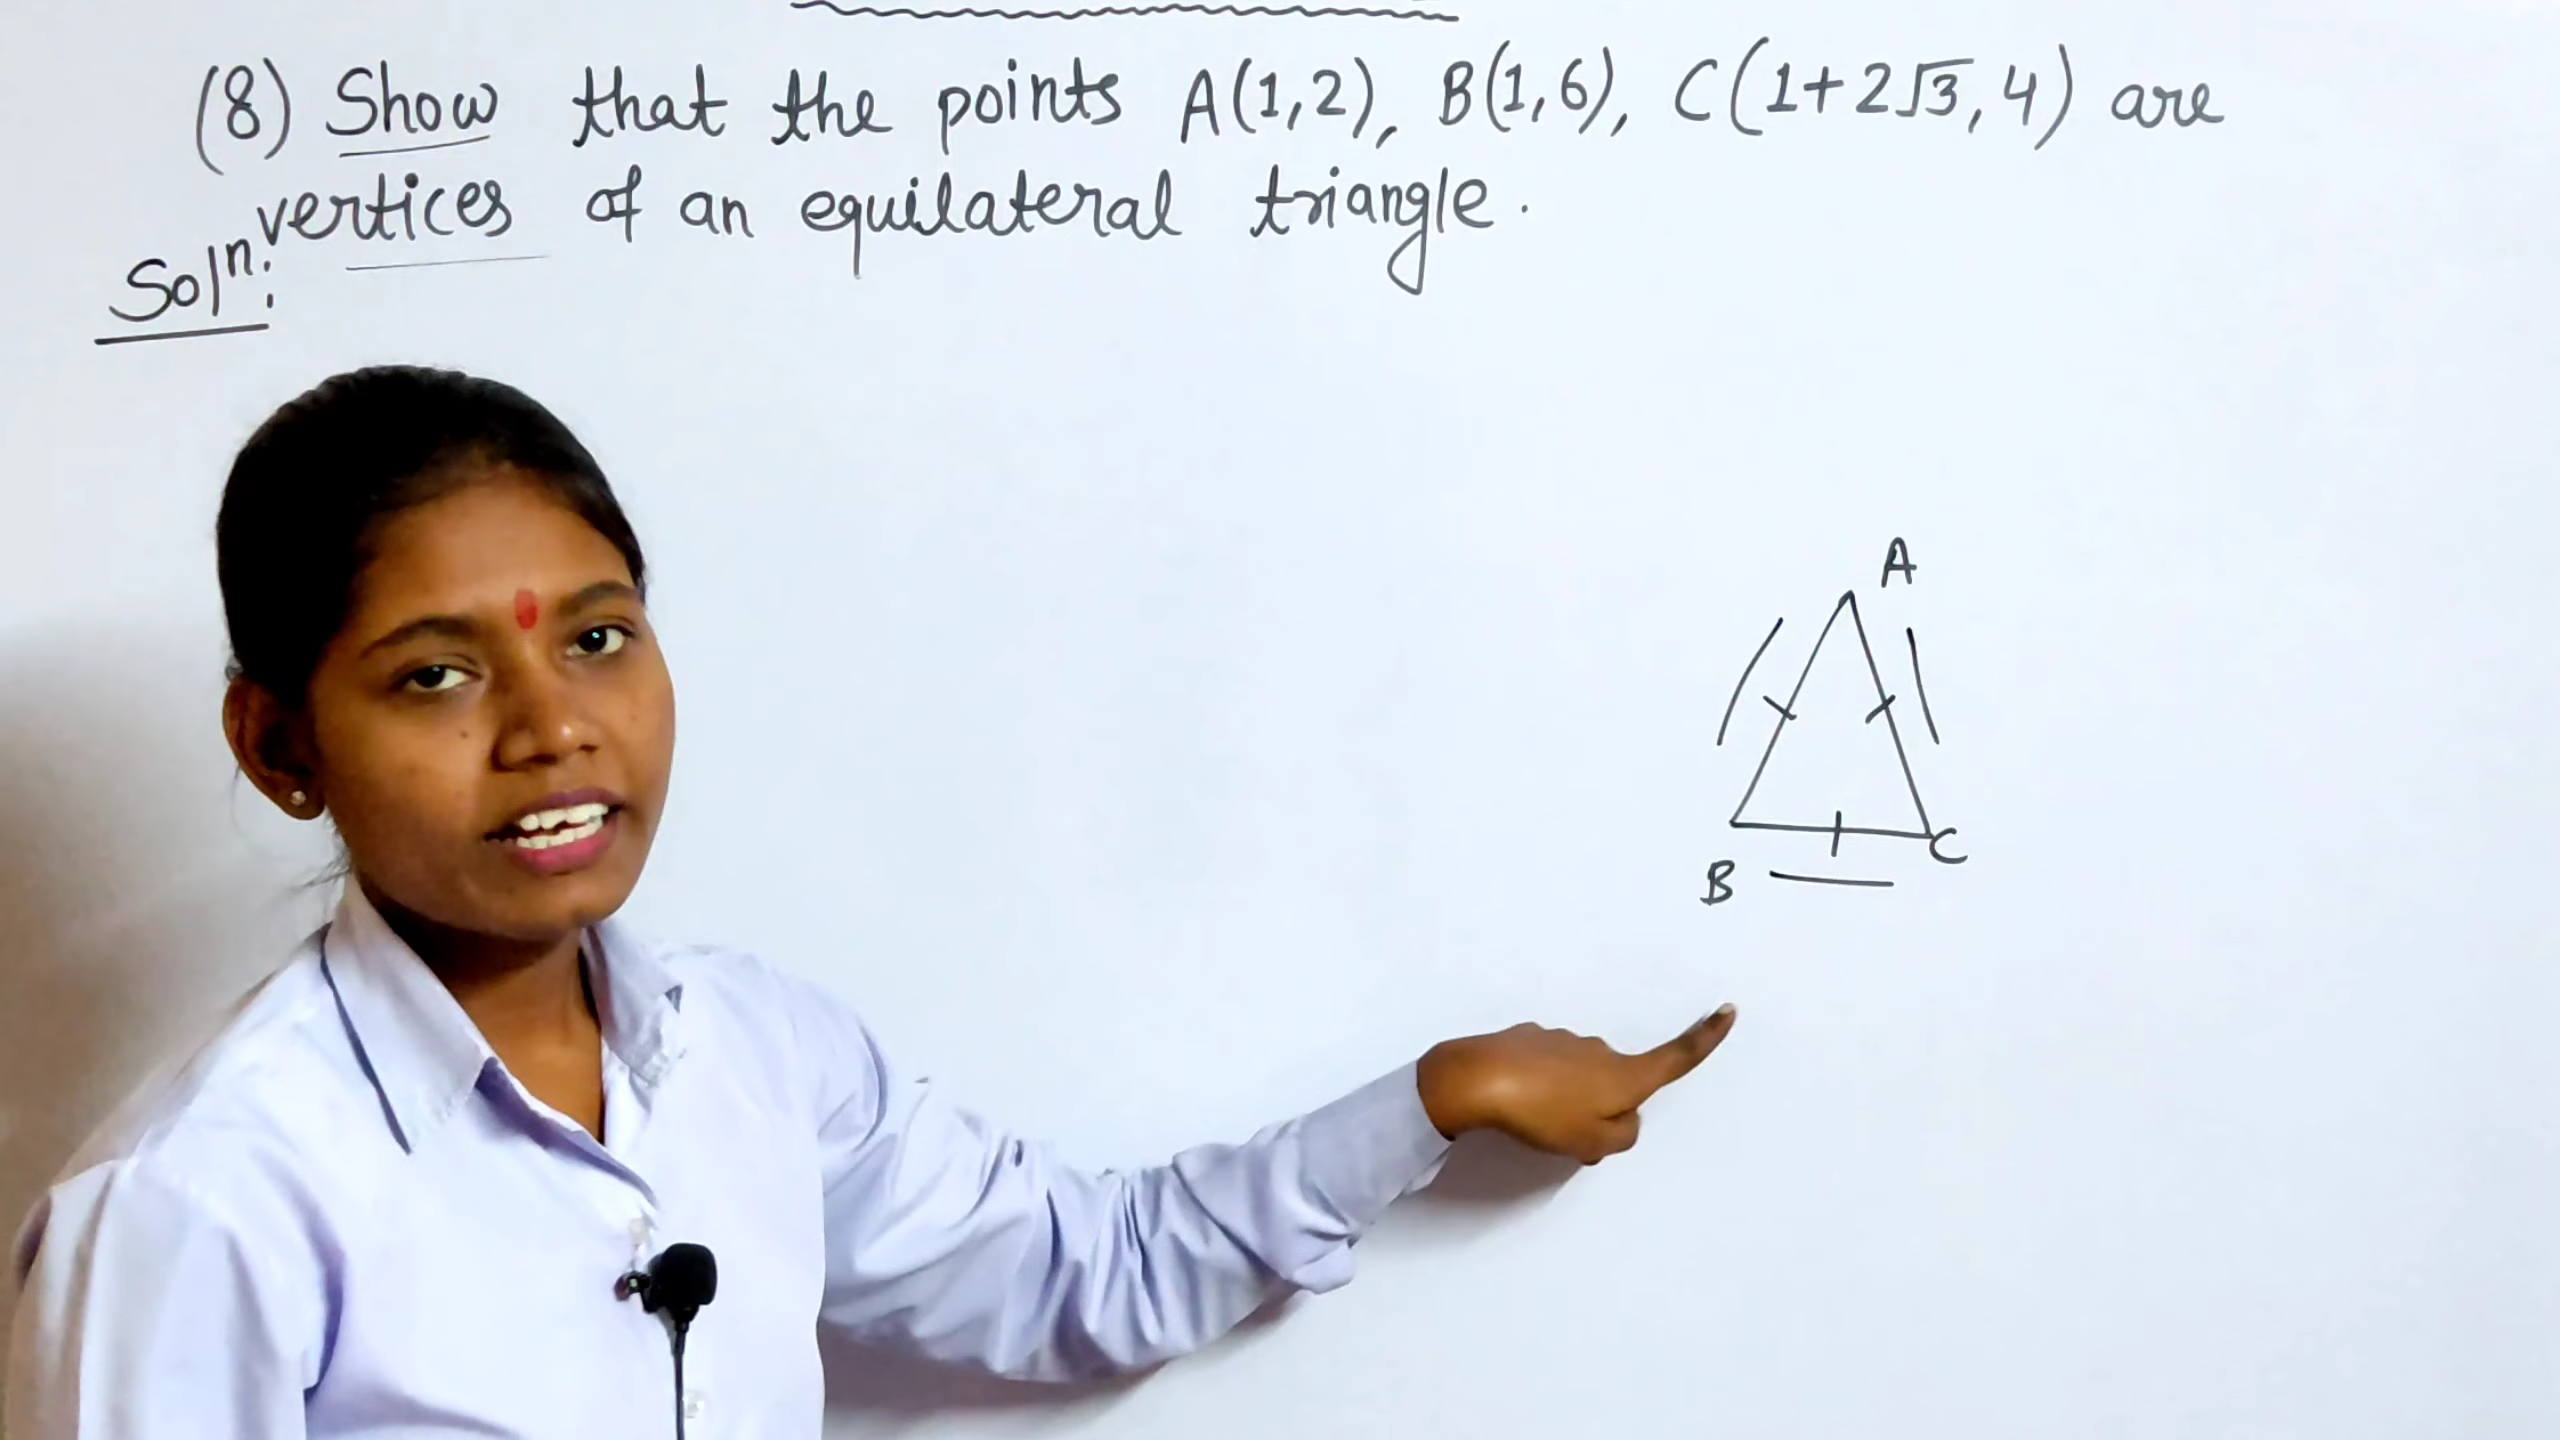 (8) Show that the points A(1,2), B(1,6), C(1+2√3, 4) are
vertices of an equilateral triangle.
Solⁿ:
A
B
C